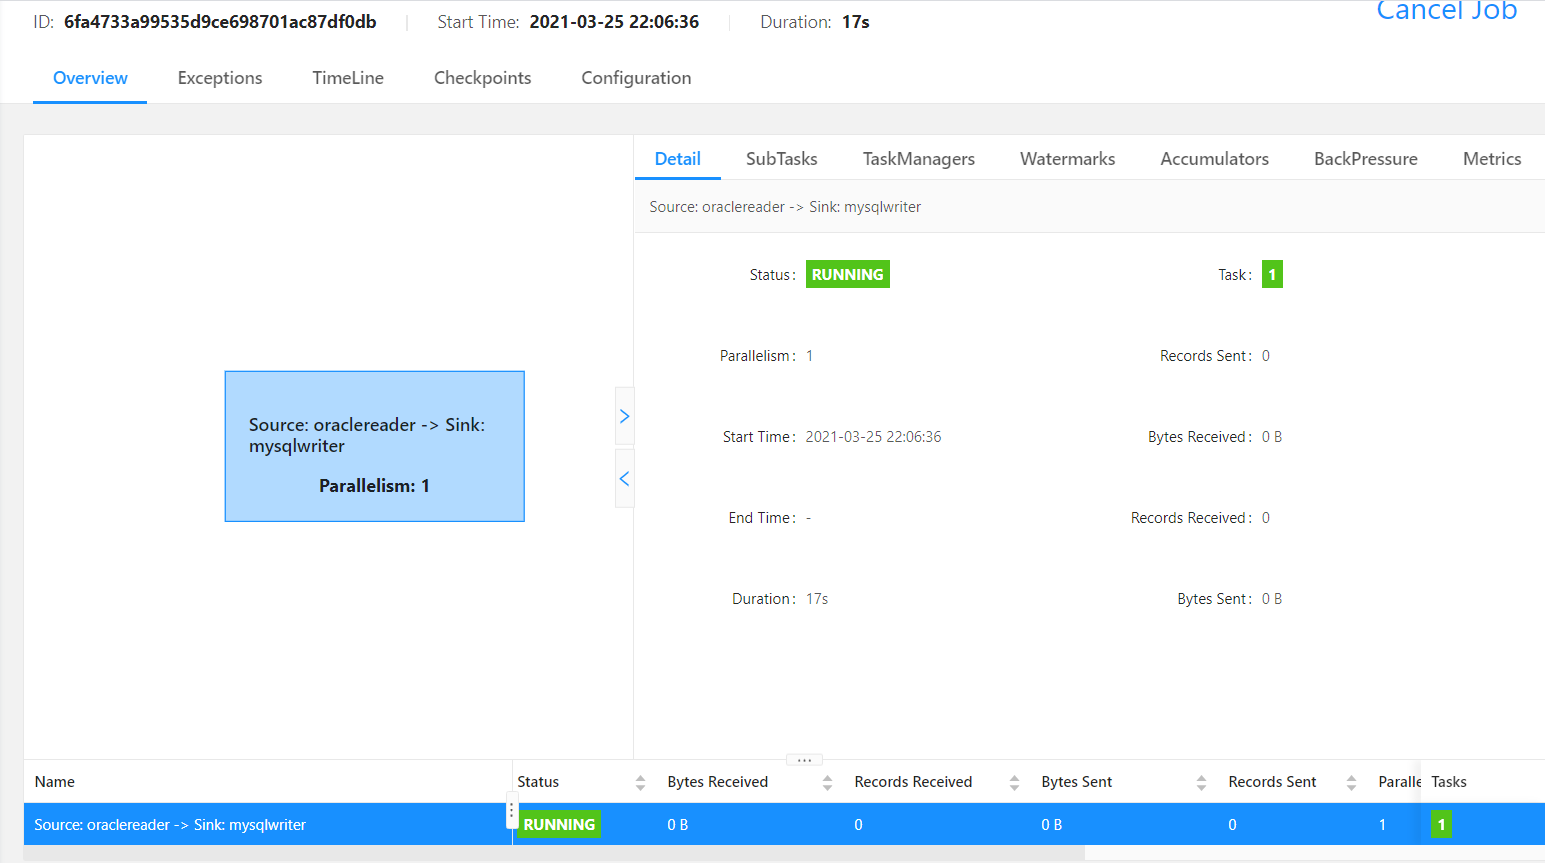 ID: 6fa4733a99535d9ce698701ac87df0db Start Time: 2021-03-25 22:06:36 Duration: 17s Cancel Job
Overview Exceptions TimeLine Checkpoints Configuration
Detail SubTasks TaskManagers Watermarks Accumulators BackPressure Metrics
Source: oraclereader -> Sink: mysqlwriter
Status: RUNNING Task: 1
Parallelism: 1 Records Sent: 0
Source: oraclereader -> Sink:
mysqlwriter
Parallelism: 1
Start Time: 2021-03-25 22:06:36 Bytes Received: 0 B
End Time: - Records Received: 0
Duration: 17s Bytes Sent: 0 B
Name Status Bytes Received Records Received Bytes Sent Records Sent Paralle Tasks
Source: oraclereader -> Sink: mysqlwriter RUNNING 0 B 0 0 B 0 1 1